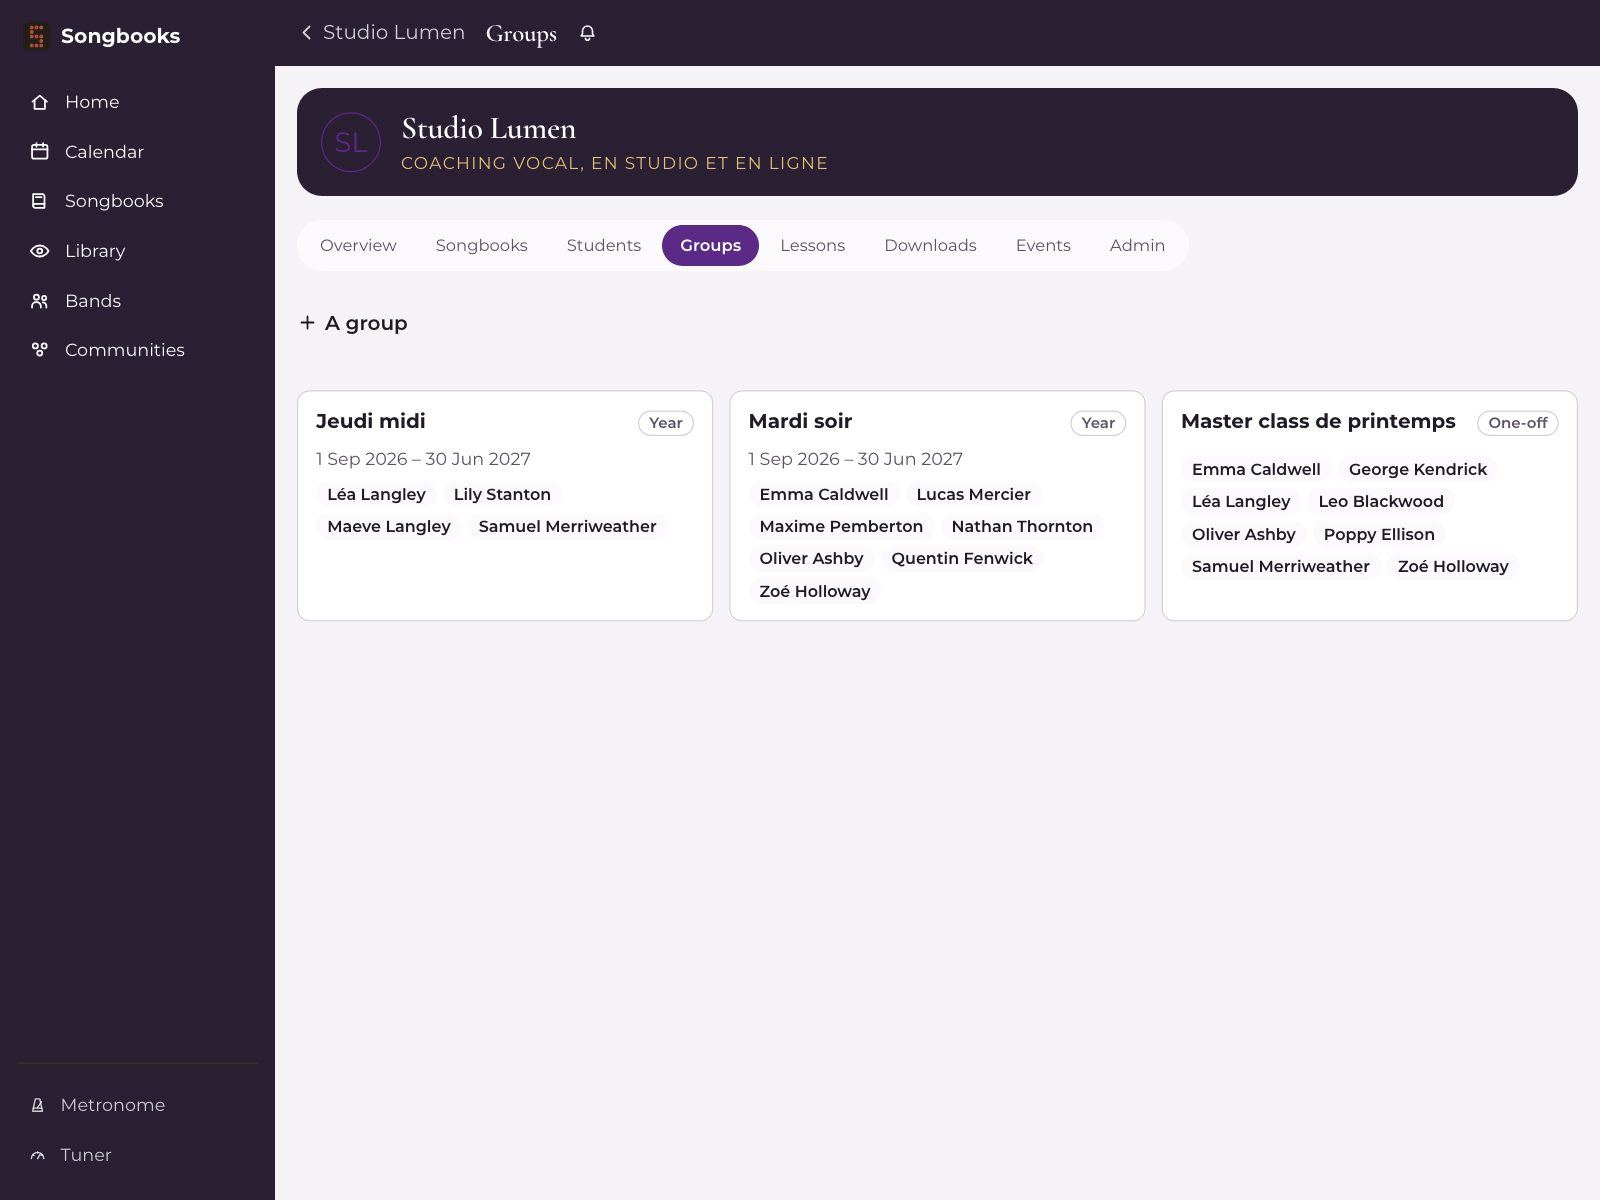 Songbooks
Studio Lumen Groups
Home
Calendar
Songbooks
Library
Bands
Communities
Metronome
Tuner
SL
Studio Lumen
COACHING VOCAL, EN STUDIO ET EN LIGNE
Overview Songbooks Students Groups Lessons Downloads Events Admin
+ A group
Jeudi midi Year
1 Sep 2026 – 30 Jun 2027
Léa Langley Lily Stanton
Maeve Langley Samuel Merriweather
Mardi soir Year
1 Sep 2026 – 30 Jun 2027
Emma Caldwell Lucas Mercier
Maxime Pemberton Nathan Thornton
Oliver Ashby Quentin Fenwick
Zoé Holloway
Master class de printemps One-off
Emma Caldwell George Kendrick
Léa Langley Leo Blackwood
Oliver Ashby Poppy Ellison
Samuel Merriweather Zoé Holloway